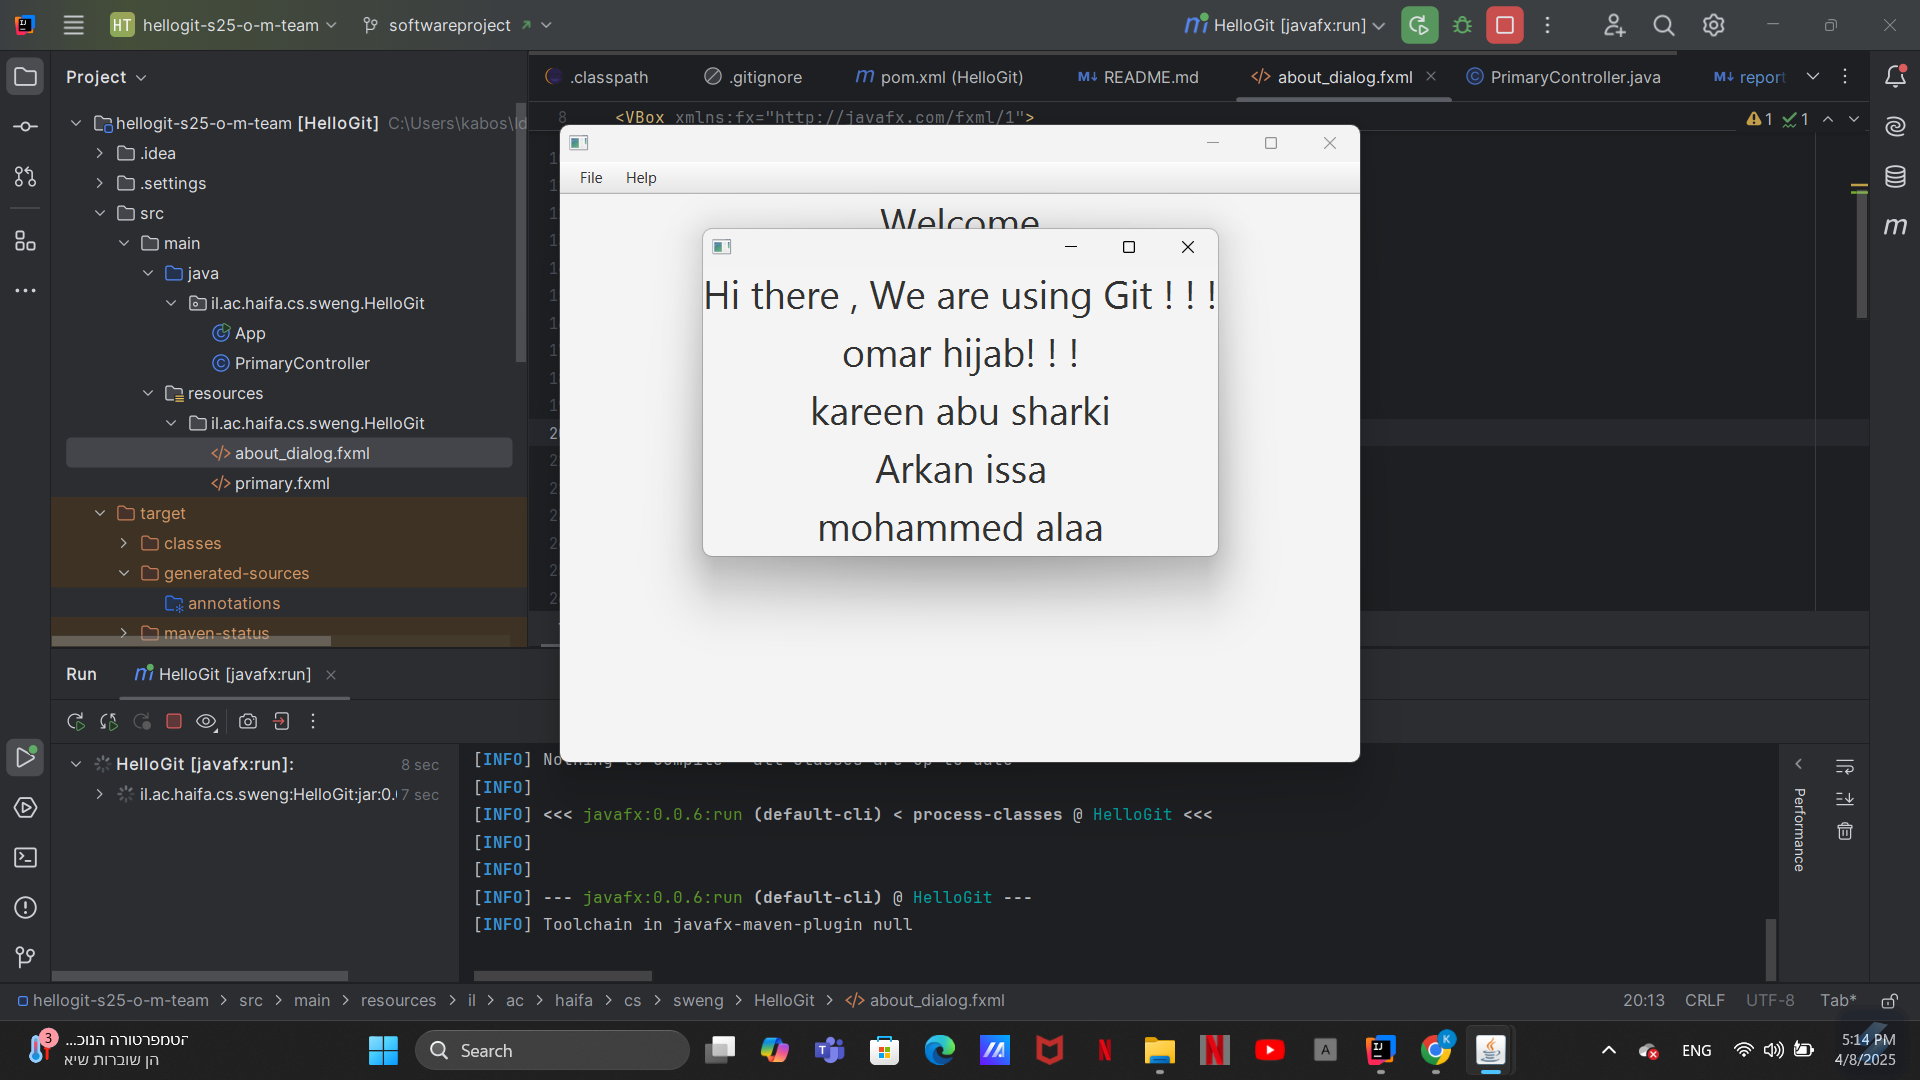 HT hellogit-s25-o-m-team softwareproject HelloGit [javafx:run]
Project
.classpath .gitignore pom.xml (HelloGit) README.md about_dialog.fxml PrimaryController.java report
hellogit-s25-o-m-team [HelloGit] C:\Users\kabos\Id
.idea
.settings
src
main
java
il.ac.haifa.cs.sweng.HelloGit
App
PrimaryController
resources
il.ac.haifa.cs.sweng.HelloGit
about_dialog.fxml
primary.fxml
target
classes
generated-sources
annotations
maven-status
8 <VBox xmlns:fx="http://javafx.com/fxml/1">
1 1
File Help
Welcome
Hi there , We are using Git ! ! !
omar hijab! ! !
kareen abu sharki
Arkan issa
mohammed alaa
Run HelloGit [javafx:run]
HelloGit [javafx:run]: 8 sec
il.ac.haifa.cs.sweng:HelloGit:jar:0.( 7 sec
[INFO] Nothing to compile - all classes are up to date
[INFO]
[INFO] <<< javafx:0.0.6:run (default-cli) < process-classes @ HelloGit <<<
[INFO]
[INFO]
[INFO] --- javafx:0.0.6:run (default-cli) @ HelloGit ---
[INFO] Toolchain in javafx-maven-plugin null
Performance
hellogit-s25-o-m-team > src > main > resources > il > ac > haifa > cs > sweng > HelloGit > about_dialog.fxml
20:13 CRLF UTF-8 Tab*
3
הטמפרטורה הנוכ...
הן שוברות שיא
Search
ENG
5:14 PM
4/8/2025